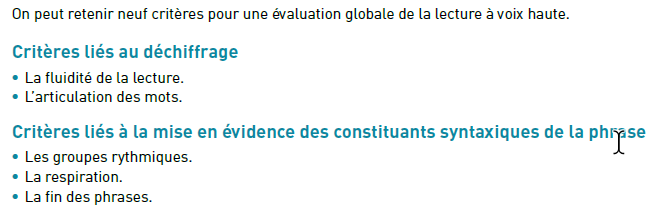 On peut retenir neuf critères pour une évaluation globale de la lecture à voix haute.
Critères liés au déchiffrage
• La fluidité de la lecture.
• L’articulation des mots.
Critères liés à la mise en évidence des constituants syntaxiques de la phrase
• Les groupes rythmiques.
• La respiration.
• La fin des phrases.